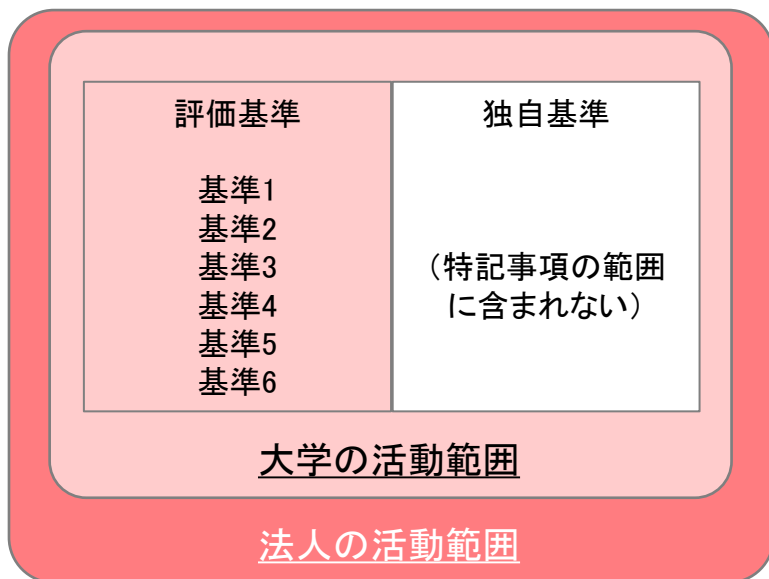 評価基準
基準1
基準2
基準3
基準4
基準5
基準6
独自基準
（特記事項の範囲
に含まれない）
大学の活動範囲
法人の活動範囲